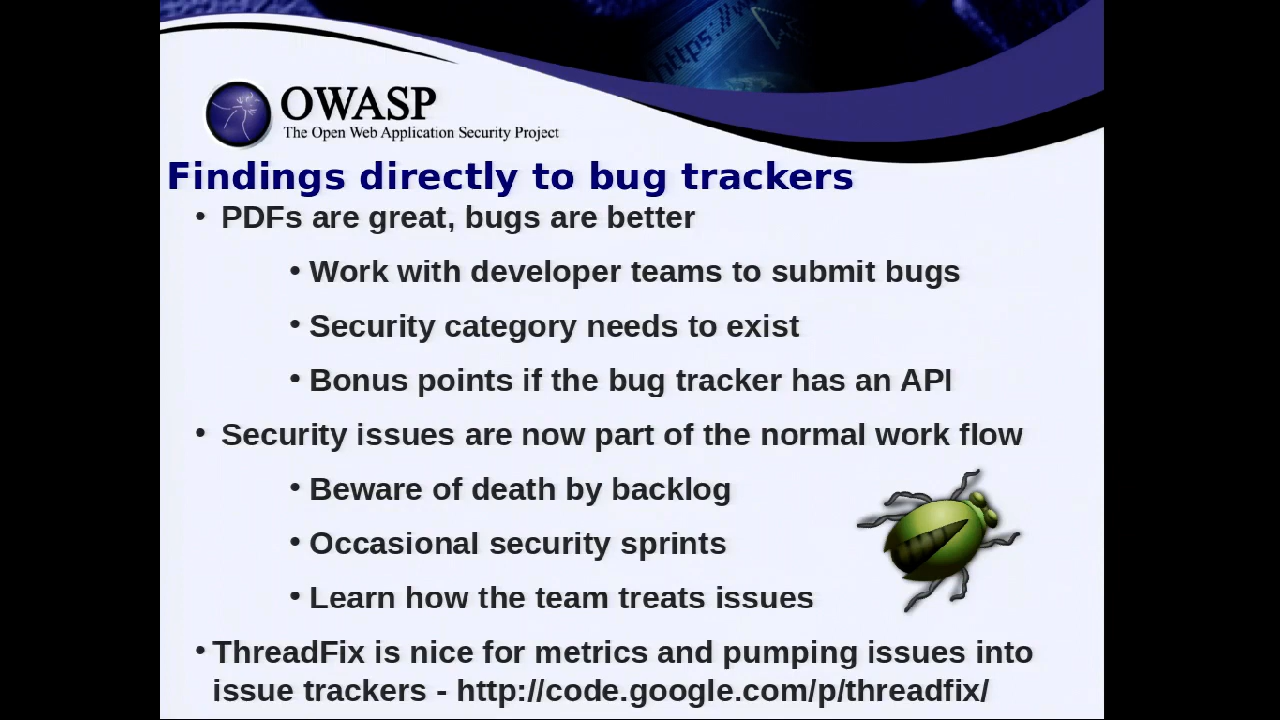 https://w
OWASP
The Open Web Application Security Project
Findings directly to bug trackers
• PDFs are great, bugs are better
• Work with developer teams to submit bugs
• Security category needs to exist
• Bonus points if the bug tracker has an API
• Security issues are now part of the normal work flow
• Beware of death by backlog
• Occasional security sprints
• Learn how the team treats issues
• ThreadFix is nice for metrics and pumping issues into
issue trackers - http://code.google.com/p/threadfix/